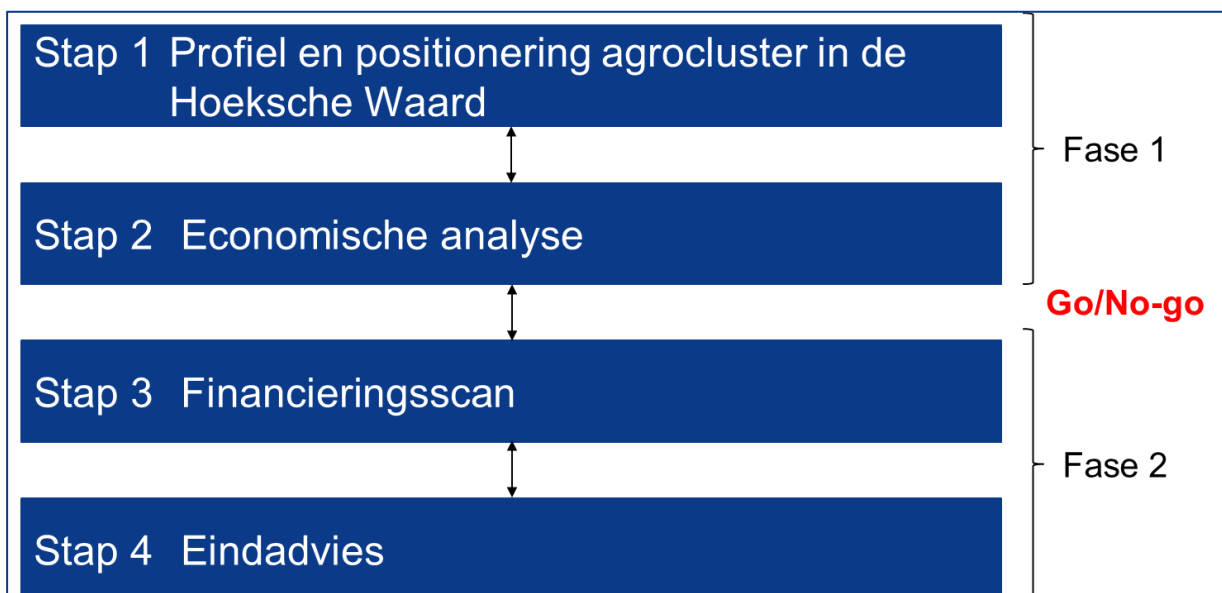 Stap 1 Profiel en positionering agrocluster in de
Hoeksche Waard
Fase 1
Stap 2 Economische analyse
Go/No-go
Stap 3 Financieringsscan
Fase 2
Stap 4 Eindadvies